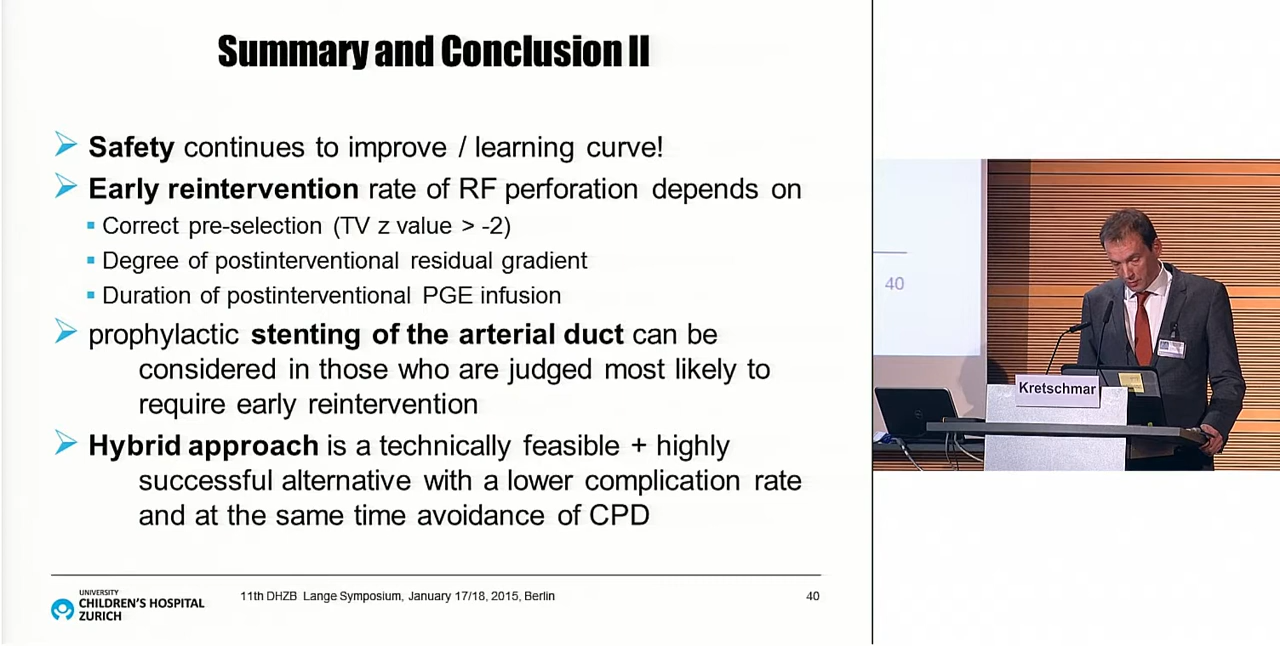 Summary and Conclusion II
Safety continues to improve / learning curve!
Early reintervention rate of RF perforation depends on
Correct pre-selection (TV z value > -2)
Degree of postinterventional residual gradient
Duration of postinterventional PGE infusion
prophylactic stenting of the arterial duct can be
considered in those who are judged most likely to
require early reintervention
Hybrid approach is a technically feasible + highly
successful alternative with a lower complication rate
and at the same time avoidance of CPD
UNIVERSITY
CHILDREN'S HOSPITAL
ZURICH
11th DHZB Lange Symposium, January 17/18, 2015, Berlin
40
40
Kretschmar